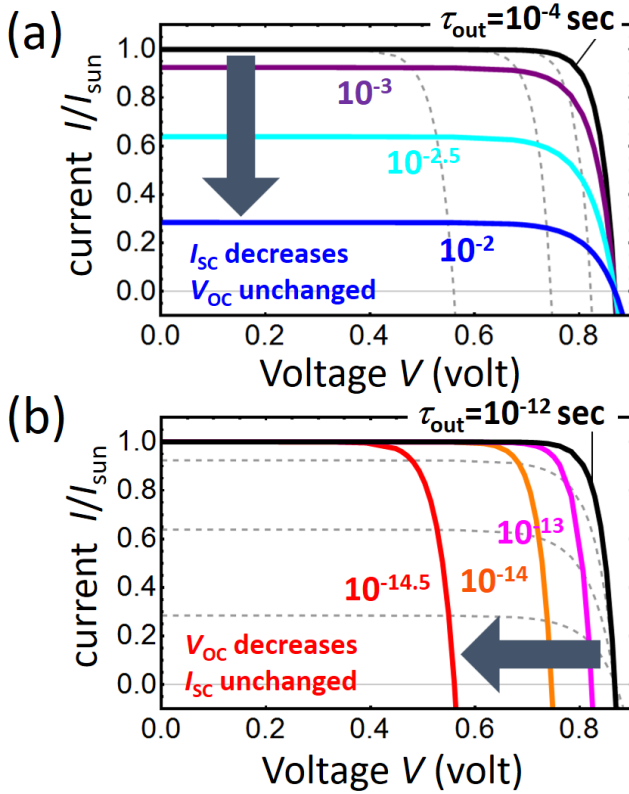 (a)
τout=10-4 sec
1.0
0.8
0.6
0.4
0.2
0.0
current I/Isun
10-3
10-2.5
10-2
ISC decreases
VOC unchanged
0.0 0.2 0.4 0.6 0.8
Voltage V (volt)
(b)
τout=10-12 sec
1.0
0.8
0.6
0.4
0.2
0.0
current I/Isun
10-13
10-14
10-14.5
VOC decreases
ISC unchanged
0.0 0.2 0.4 0.6 0.8
Voltage V (volt)